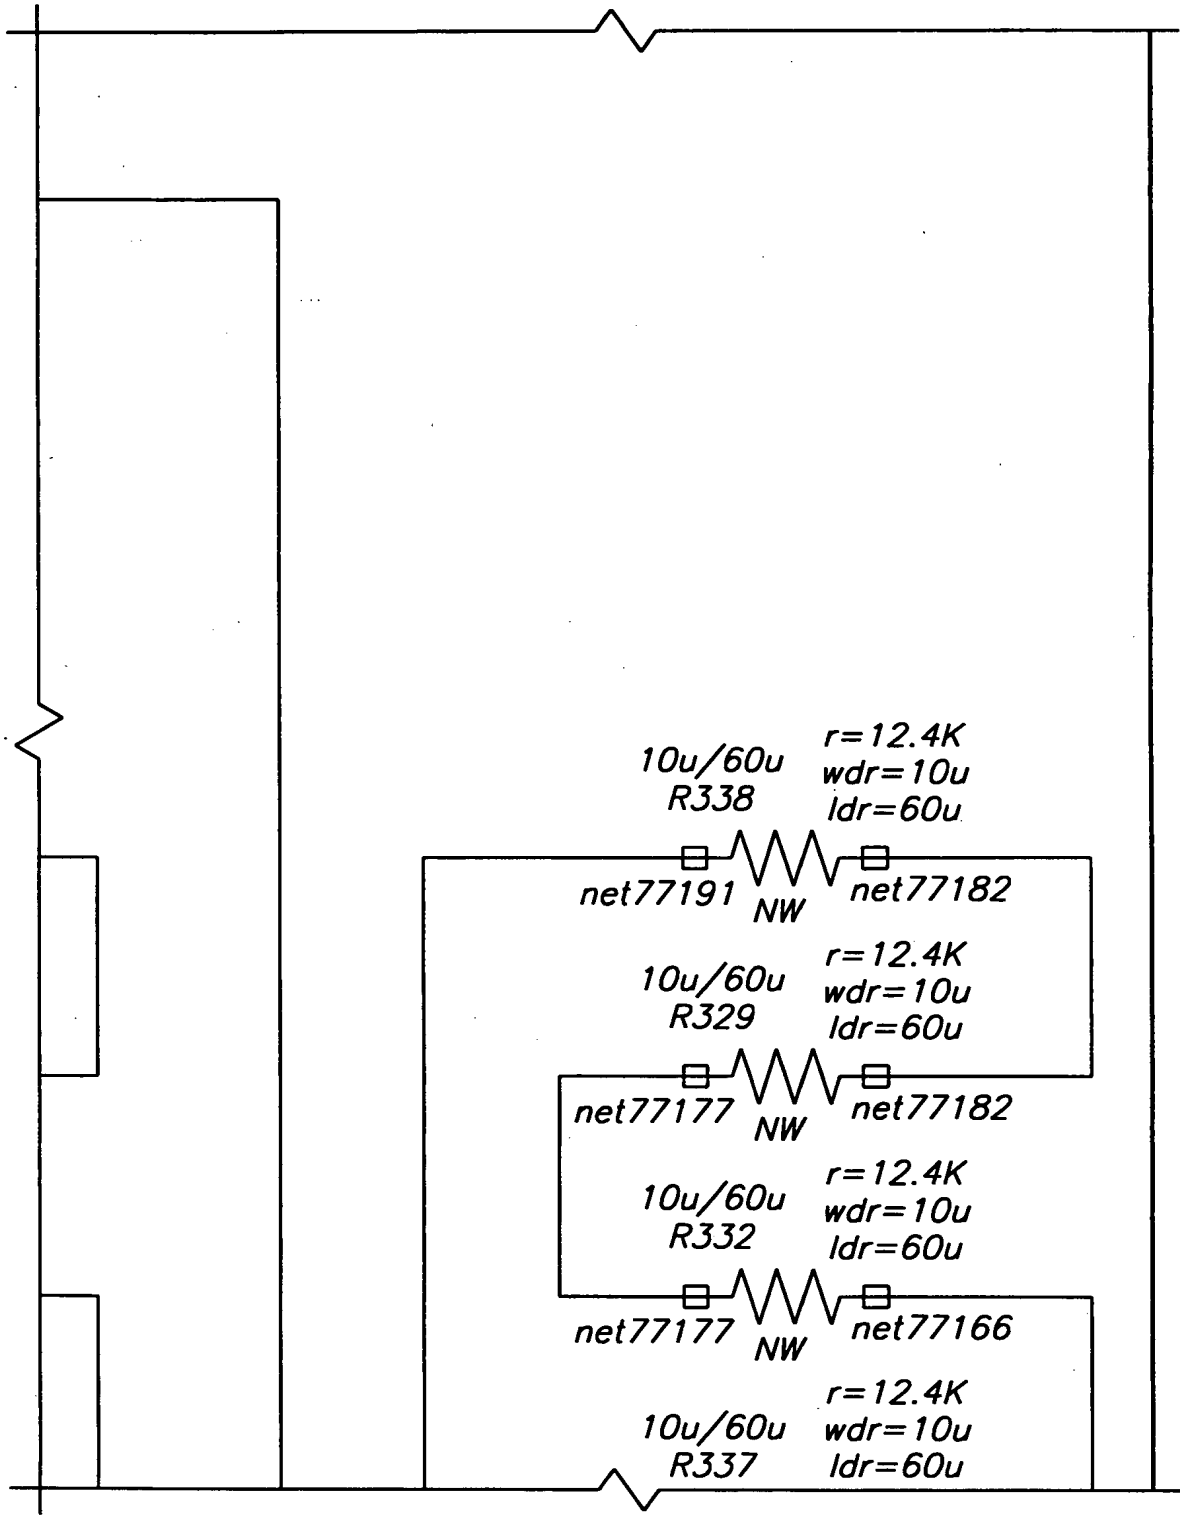 10u/60u
R338
r=12.4K
wdr=10u
ldr=60u
net77191
NW
net77182
10u/60u
R329
r=12.4K
wdr=10u
ldr=60u
net77177
NW
net77182
10u/60u
R332
r=12.4K
wdr=10u
ldr=60u
net77177
NW
net77166
10u/60u
R337
r=12.4K
wdr=10u
ldr=60u